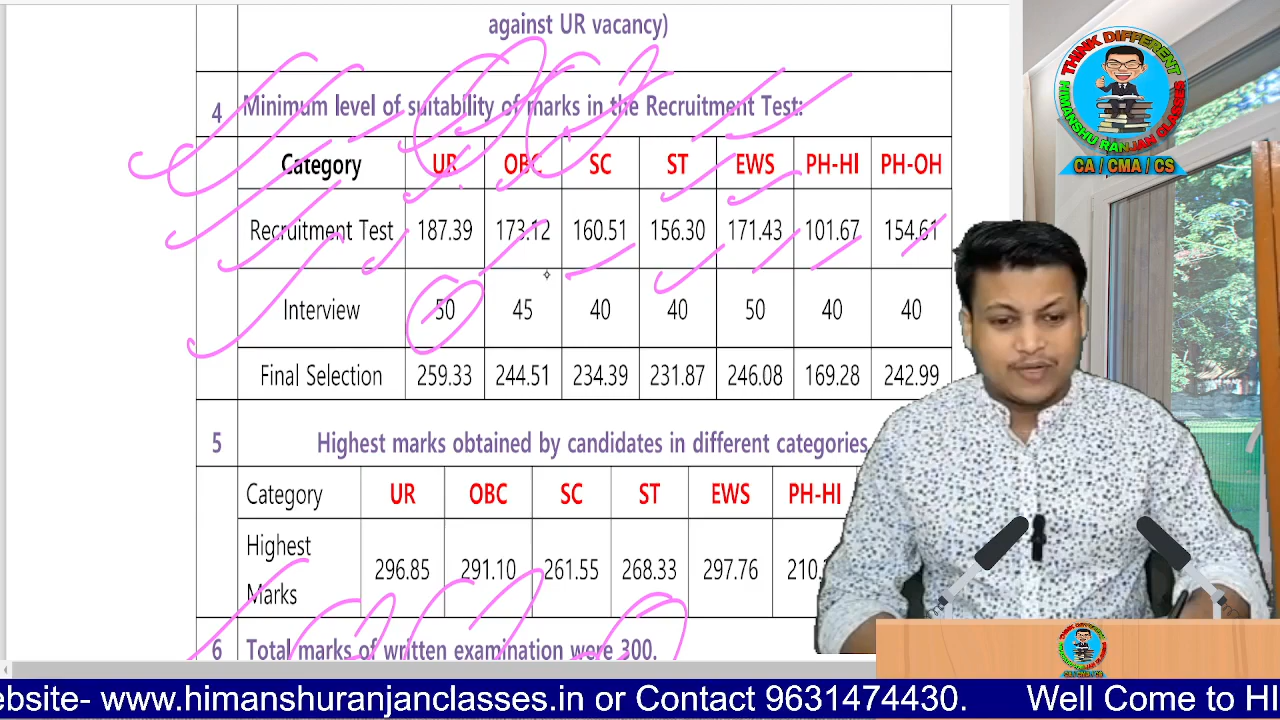 against UR vacancy)
4 Minimum level of suitability of marks in the Recruitment Test:
Category UR OBC SC ST EWS PH-HI PH-OH
Recruitment Test 187.39 173.12 160.51 156.30 171.43 101.67 154.61
Interview 50 45 40 40 50 40 40
Final Selection 259.33 244.51 234.39 231.87 246.08 169.28 242.99
5 Highest marks obtained by candidates in different categories
Category UR OBC SC ST EWS PH-HI
Highest
Marks
296.85 291.10 261.55 268.33 297.76 210.
6 Total marks of written examination were 300.
THINK DIFFERENT
HIMANSHU RANJAN CLASSES
CA / CMA / CS
ebsite- www.himanshuranjanclasses.in or Contact 9631474430. Well Come to HI